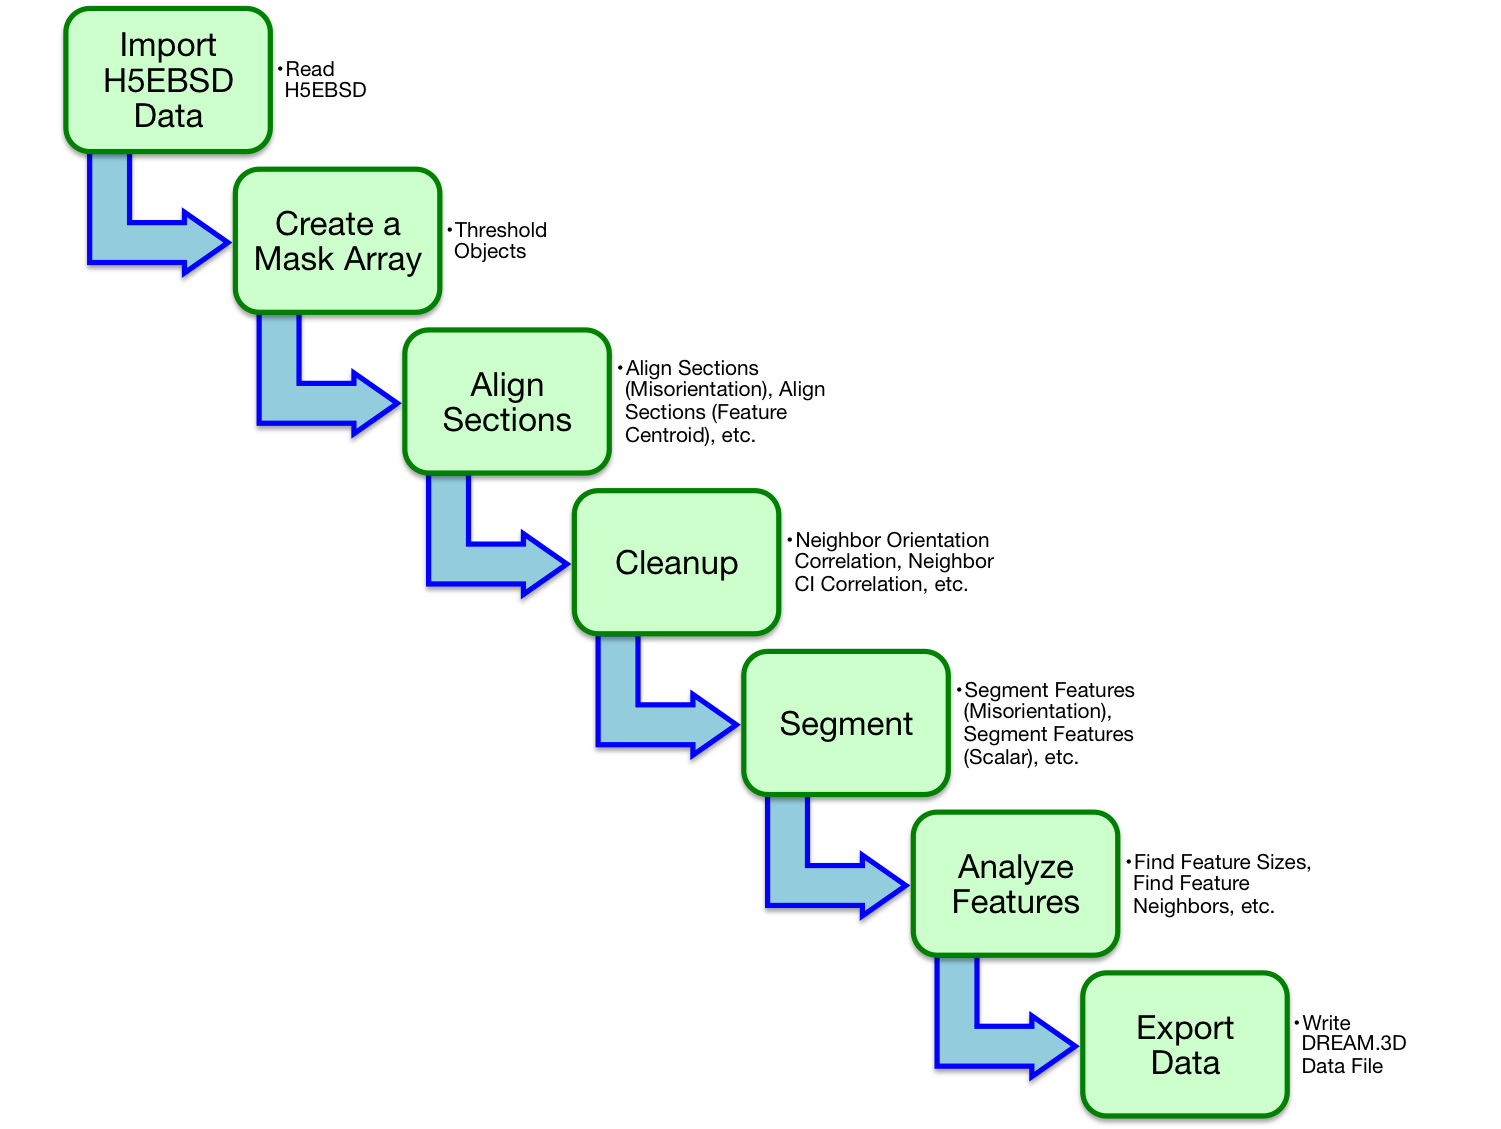 Import
H5EBSD
Data
•Read
H5EBSD
Create a
Mask Array
•Threshold
Objects
Align
Sections
•Align Sections
(Misorientation), Align
Sections (Feature
Centroid), etc.
Cleanup
•Neighbor Orientation
Correlation, Neighbor
CI Correlation, etc.
Segment
•Segment Features
(Misorientation),
Segment Features
(Scalar), etc.
Analyze
Features
•Find Feature Sizes,
Find Feature
Neighbors, etc.
Export
Data
•Write
DREAM.3D
Data File